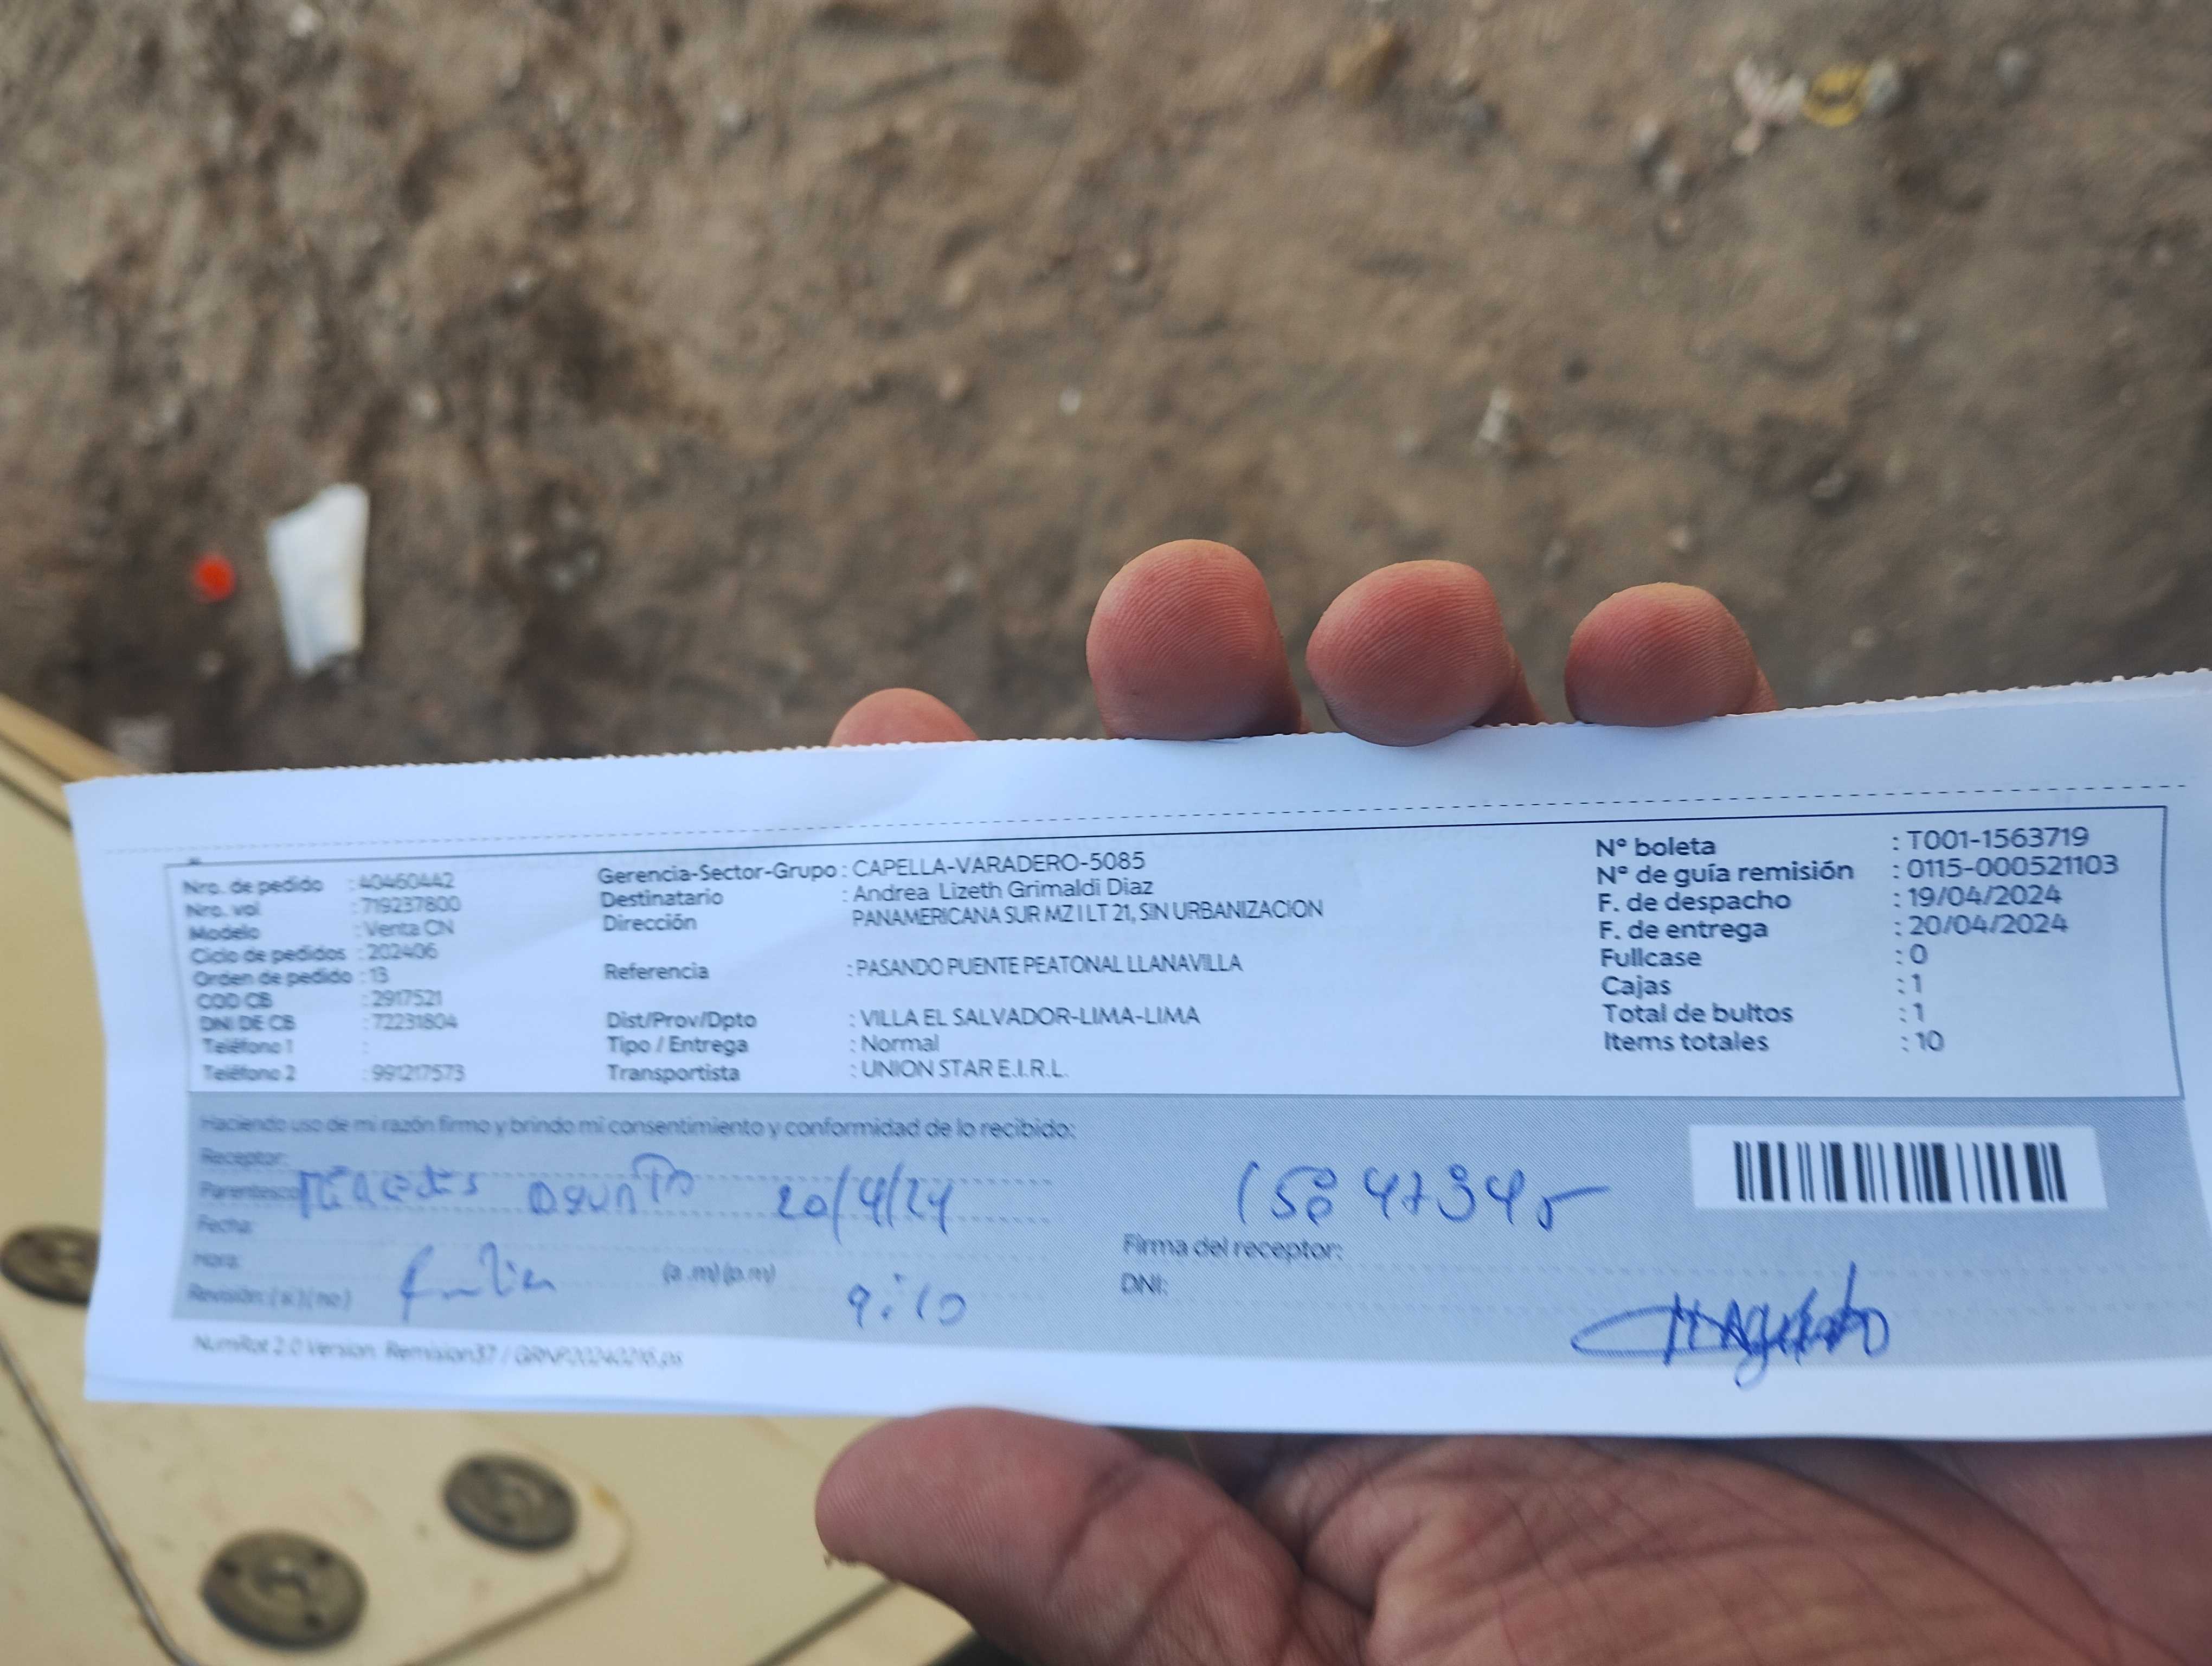 Nro. de pedido : 40460442
Nro. vol : 719237800
Modelo : Venta CN
Ciclo de pedidos : 202406
Orden de pedido : 13
COD CB : 2917521
DNI DE CB : 72231804
Teléfono 1 :
Teléfono 2 : 991217573
Gerencia-Sector-Grupo : CAPELLA-VARADERO-5085
Destinatario : Andrea Lizeth Grimaldi Diaz
Dirección PANAMERICANA SUR MZ I LT 21, SIN URBANIZACION
Referencia : PASANDO PUENTE PEATONAL LLANAVILLA
Dist/Prov/Dpto : VILLA EL SALVADOR-LIMA-LIMA
Tipo / Entrega : Normal
Transportista : UNION STAR E.I.R.L.
N° boleta : T001-1563719
N° de guía remisión : 0115-000521103
F. de despacho : 19/04/2024
F. de entrega : 20/04/2024
Fullcase : 0
Cajas : 1
Total de bultos : 1
Items totales : 10
Haciendo uso de mi razón firmo y brindo mi consentimiento y conformidad de lo recibido:
Receptor:
Parentesco 20/4/24
Fecha:
Hora: (a .m) (p.m)
Revisión: ( si ) ( no ) 9:10
Firma del receptor:
DNI:
NumRot 2.0 Version: Remision37 /